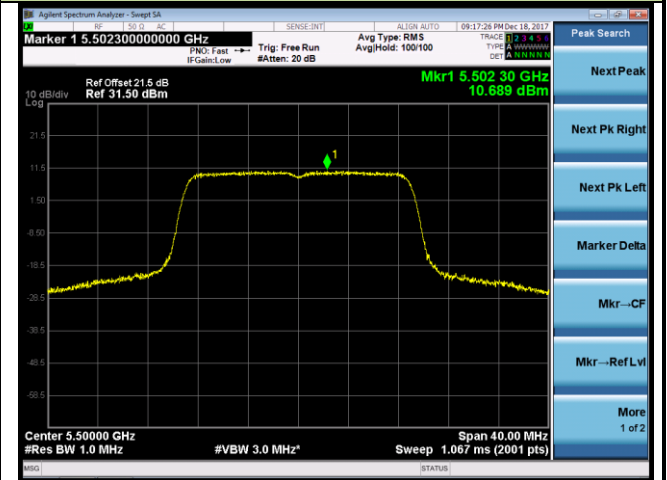 Agilent Spectrum Analyzer - Swept SA
LXI RF 50 Ω AC SENSE:INT ALIGN AUTO 09:17:26 PM Dec 18, 2017
Marker 1 5.502300000000 GHz
PNO: Fast Trig: Free Run
IFGain:Low #Atten: 20 dB
Avg Type: RMS
Avg|Hold: 100/100
TRACE 1 2 3 4 5 6
TYPE A WWWWW
DET A N N N N N
Peak Search
Mkr1 5.502 30 GHz
10.689 dBm
Ref Offset 21.5 dB
10 dB/div Ref 31.50 dBm
Log
21.5
11.5
1.50
-8.50
-18.5
-28.5
-38.5
-48.5
-58.5
1
Center 5.50000 GHz Span 40.00 MHz
#Res BW 1.0 MHz #VBW 3.0 MHz* Sweep 1.067 ms (2001 pts)
MSG STATUS
Next Peak
Next Pk Right
Next Pk Left
Marker Delta
Mkr→CF
Mkr→Ref Lvl
More
1 of 2